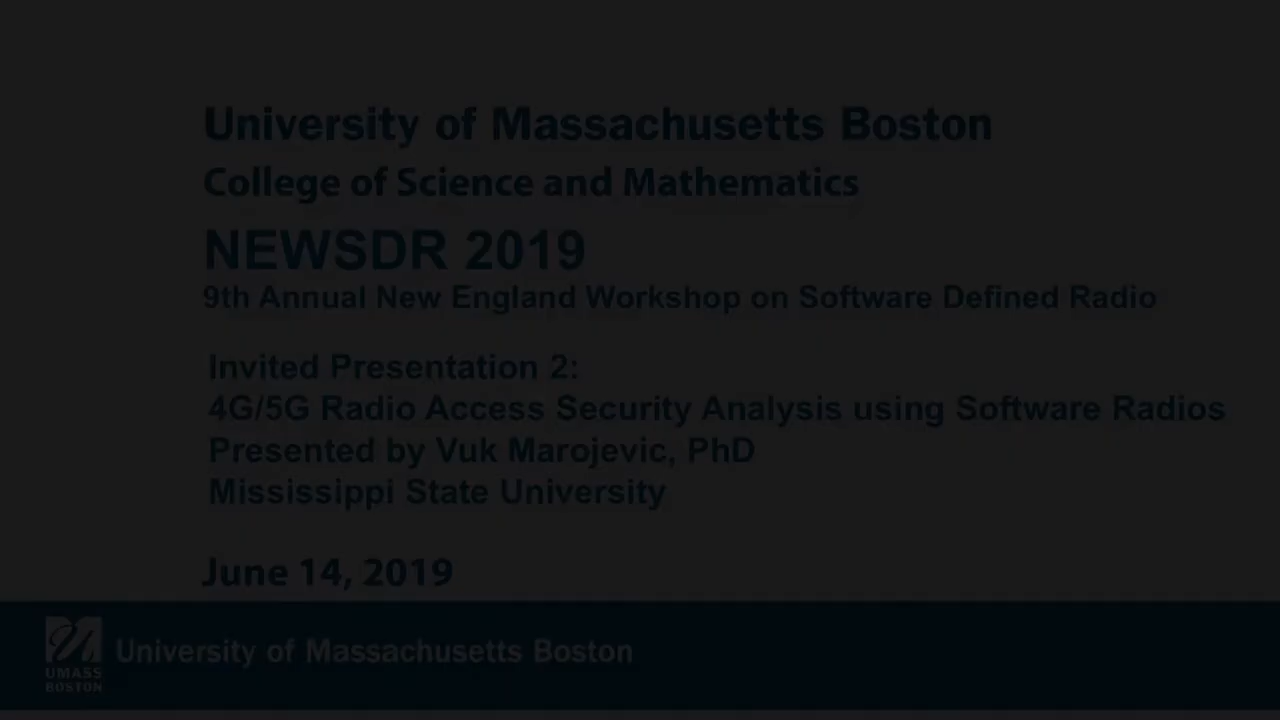 University of Massachusetts Boston
College of Science and Mathematics
NEWSDR 2019
9th Annual New England Workshop on Software Defined Radio
Invited Presentation 2:
4G/5G Radio Access Security Analysis using Software Radios
Presented by Vuk Marojevic, PhD
Mississippi State University
June 14, 2019
University of Massachusetts Boston
UMASS
BOSTON